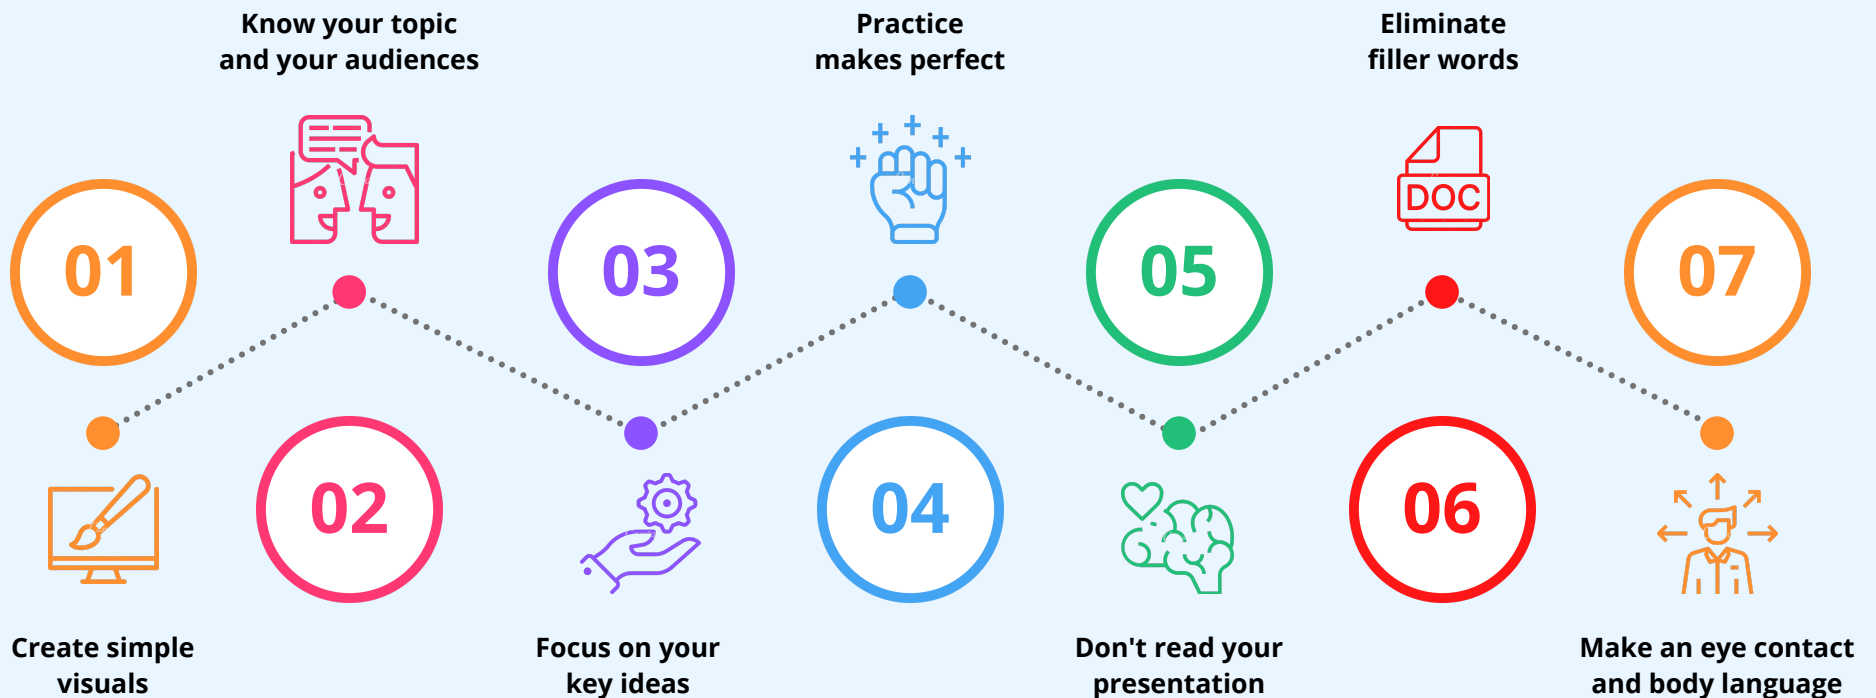 Know your topic
and your audiences
Practice
makes perfect
Eliminate
filler words
DOC
01
03
05
07
02
04
06
Create simple
visuals
Focus on your
key ideas
Don't read your
presentation
Make an eye contact
and body language